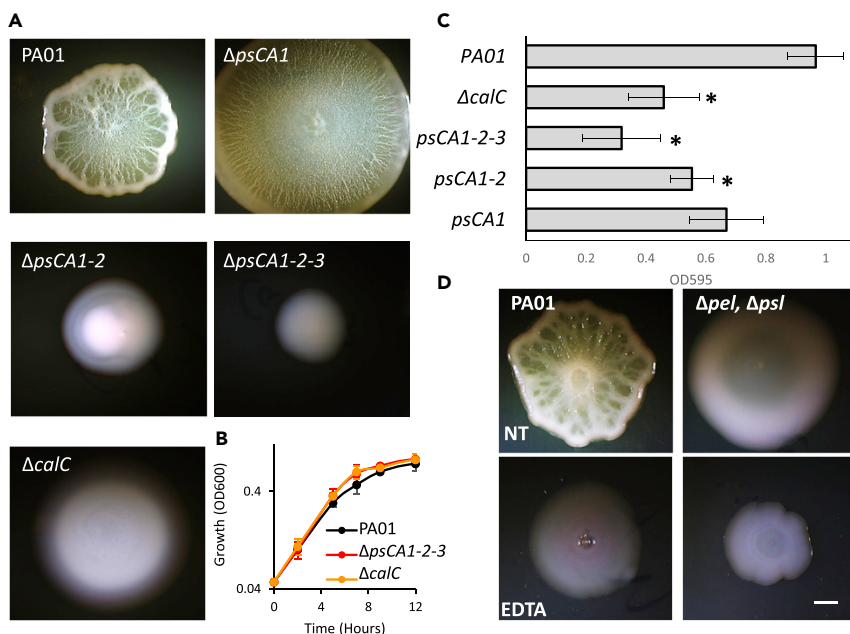 A
PA01
ΔpsCA1
ΔpsCA1-2
ΔpsCA1-2-3
ΔcalC
B
Growth (OD600)
0.4
0.04
PA01
ΔpsCA1-2-3
ΔcalC
0
4
8
12
Time (Hours)
C
PA01
ΔcalC
*
psCA1-2-3
*
psCA1-2
*
psCA1
0
0.2
0.4
0.6
0.8
1
OD595
D
PA01
Δpel, Δpsl
NT
EDTA